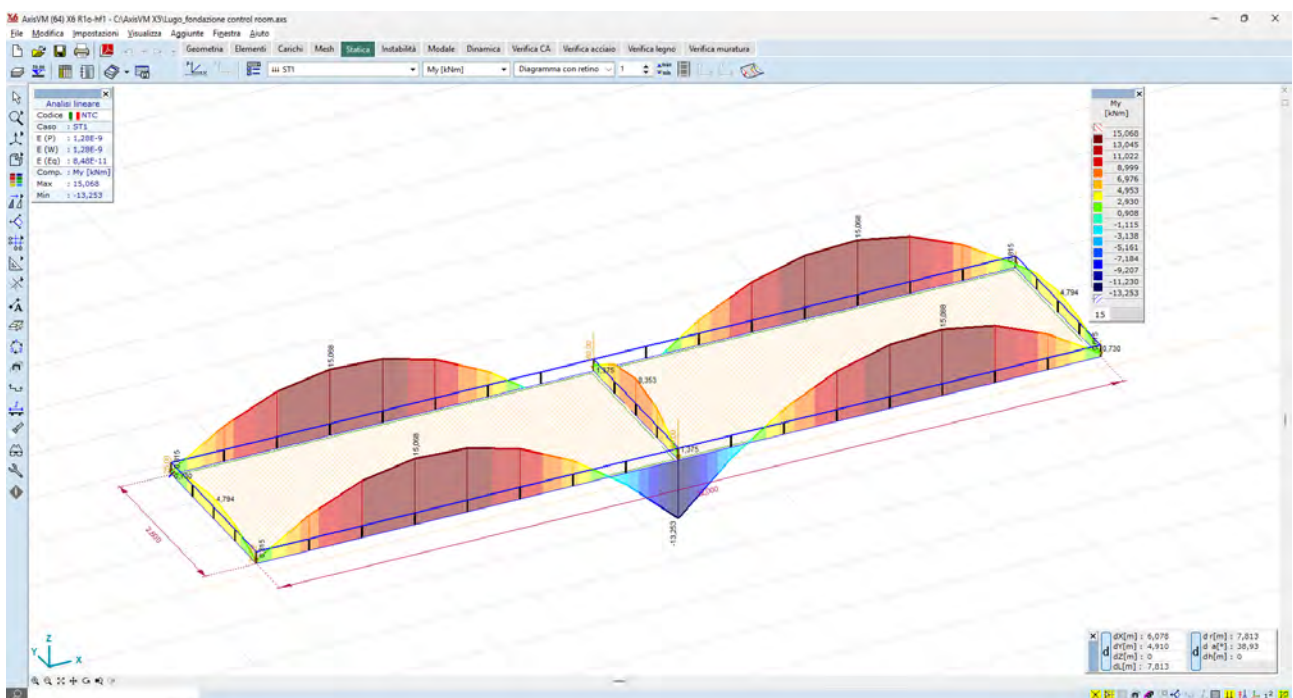 AxisVM (64) X6 R1o-hf1 - C:\AxisVM X5\Lugo_fondazione control room.axs
File Modifica Impostazioni Visualizza Aggiunte Finestra Aiuto
Geometria Elementi Carichi Mesh Statica Instabilità Modale Dinamica Verifica CA Verifica acciaio Verifica legno Verifica muratura
ST1 My [kNm] Diagramma con retino 1
Analisi lineare
Codice NTC
Caso : ST1
E (P) : 1,28E-9
E (W) : 1,28E-9
E (Eq) : 8,48E-11
Comp. : My [kNm]
Max : 15,068
Min : -13,253
My
[kNm]
15,068
13,045
11,022
8,999
6,976
4,953
2,930
0,908
-1,115
-3,138
-5,161
-7,184
-9,207
-11,230
-13,253
15
15,068
15,068
4,794
15,068
0,730
1,375
8,353
15,068
1,375
4,794
-13,253
Z
Y
X
dX[m] : 6,078
dY[m] : 4,910
dZ[m] : 0
dL[m] : 7,813
d
d r[m] : 7,813
d a[°] : 38,93
dh[m] : 0
d